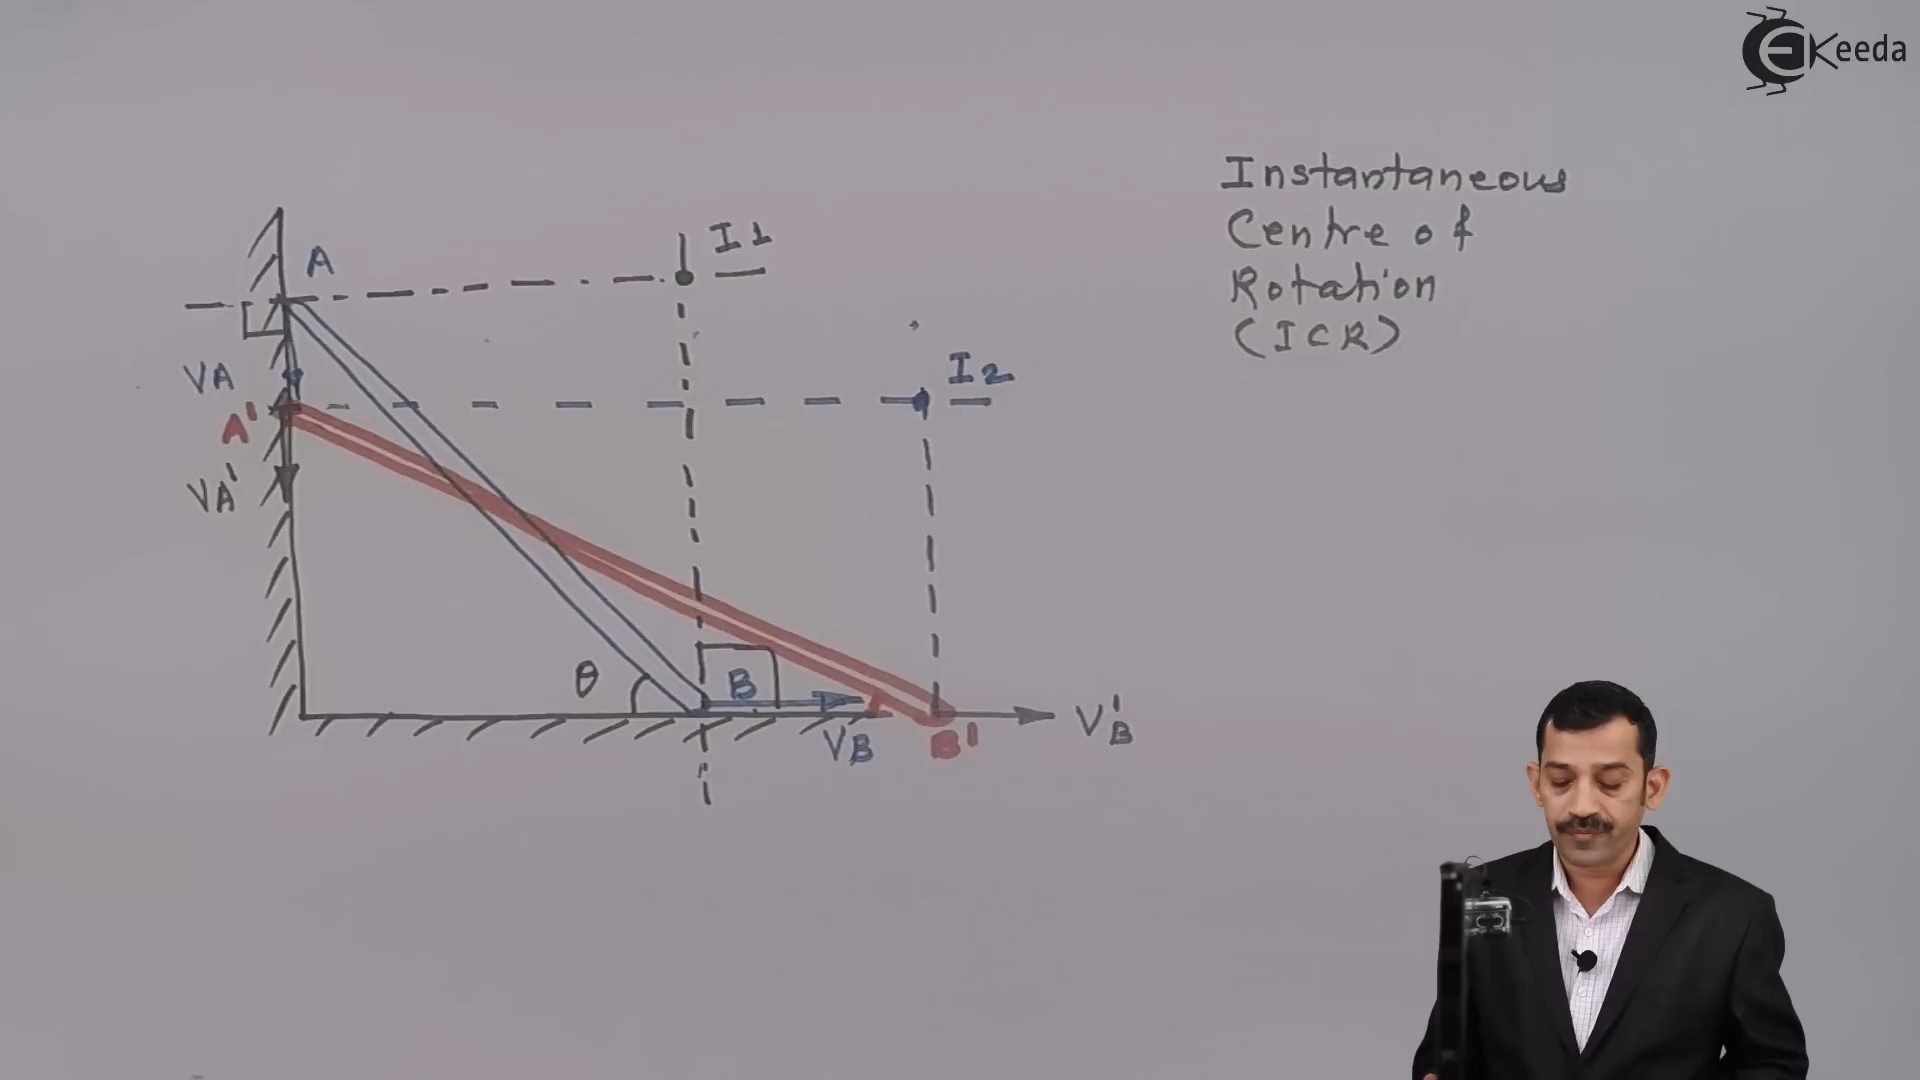 Keeda
Instantaneous
Centre of
Rotation
(ICR)
I1
A
I2
VA
A'
VA'
θ
B
VB
B'
V'B